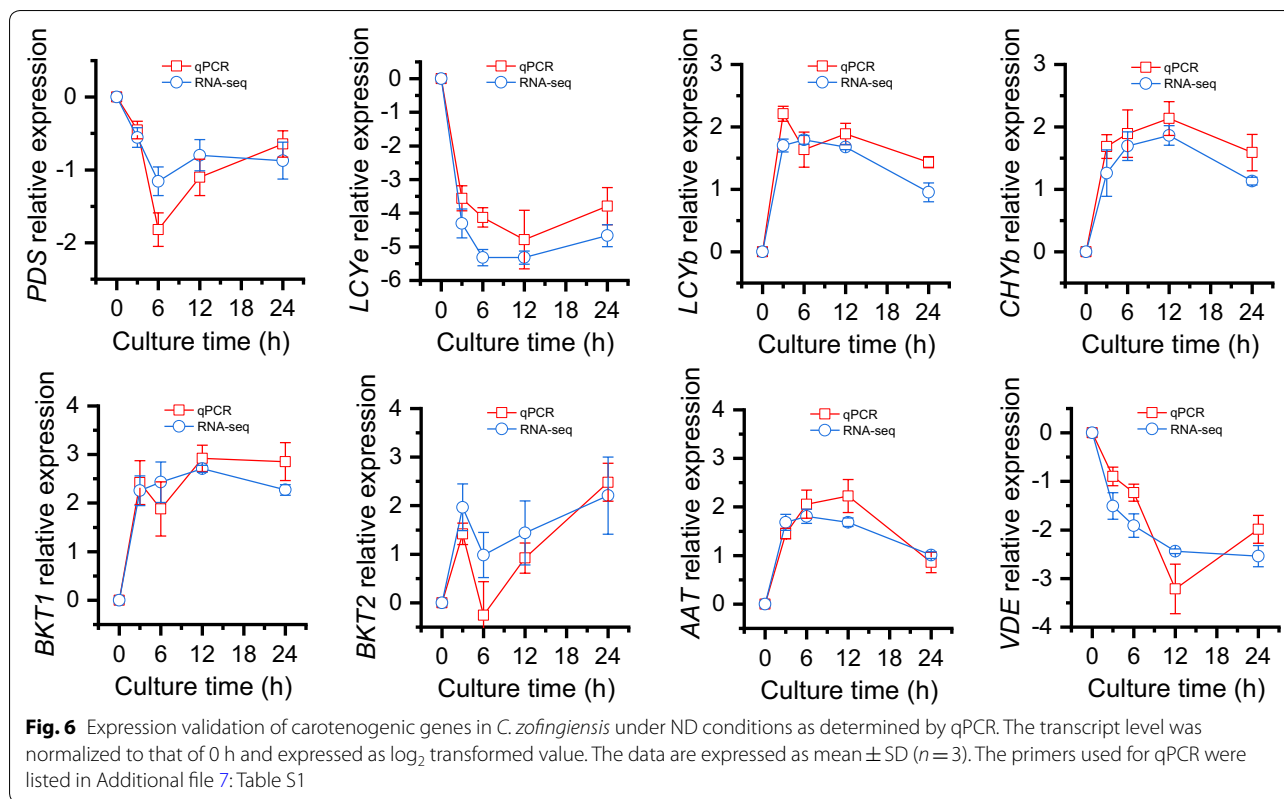 qPCR
RNA-seq
0
-1
-2
PDS relative expression
0 6 12 18 24
Culture time (h)
qPCR
RNA-seq
0
-1
-2
-3
-4
-5
-6
LCYe relative expression
0 6 12 18 24
Culture time (h)
qPCR
RNA-seq
3
2
1
0
LCYb relative expression
0 6 12 18 24
Culture time (h)
qPCR
RNA-seq
3
2
1
0
CHYb relative expression
0 6 12 18 24
Culture time (h)
qPCR
RNA-seq
4
3
2
1
0
BKT1 relative expression
0 6 12 18 24
Culture time (h)
qPCR
RNA-seq
4
3
2
1
0
BKT2 relative expression
0 6 12 18 24
Culture time (h)
qPCR
RNA-seq
4
3
2
1
0
AAT relative expression
0 6 12 18 24
Culture time (h)
qPCR
RNA-seq
0
-1
-2
-3
-4
VDE relative expression
0 6 12 18 24
Culture time (h)
Fig. 6 Expression validation of carotenogenic genes in C. zofingiensis under ND conditions as determined by qPCR. The transcript level was
normalized to that of 0 h and expressed as log₂ transformed value. The data are expressed as mean ± SD (n = 3). The primers used for qPCR were
listed in Additional file 7: Table S1